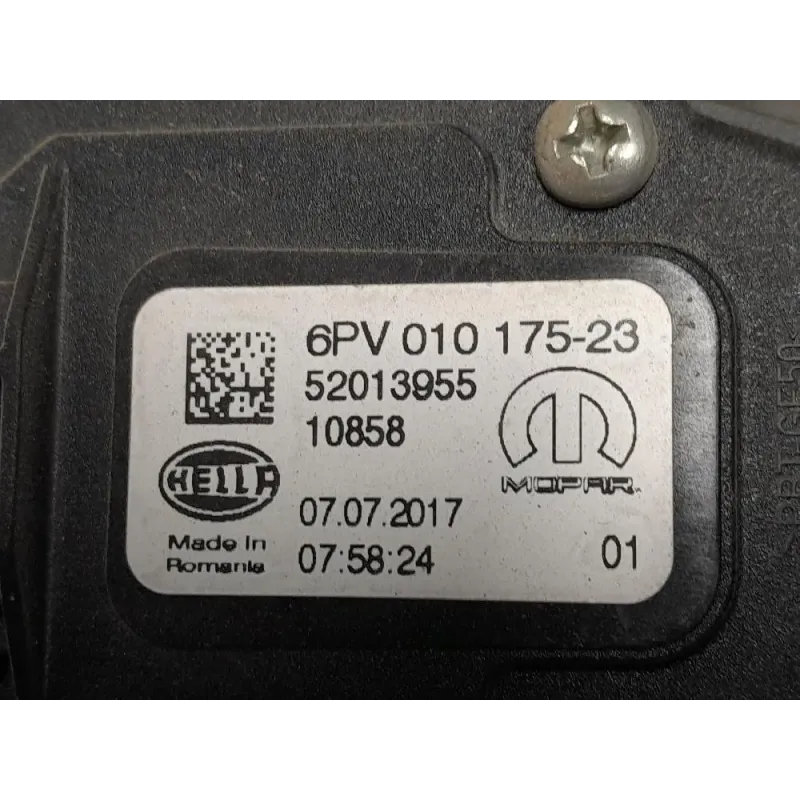 6PV 010 175-23
52013955
10858
HELLA
MOPAR
07.07.2017
Made In
Romania
07:58:24
01